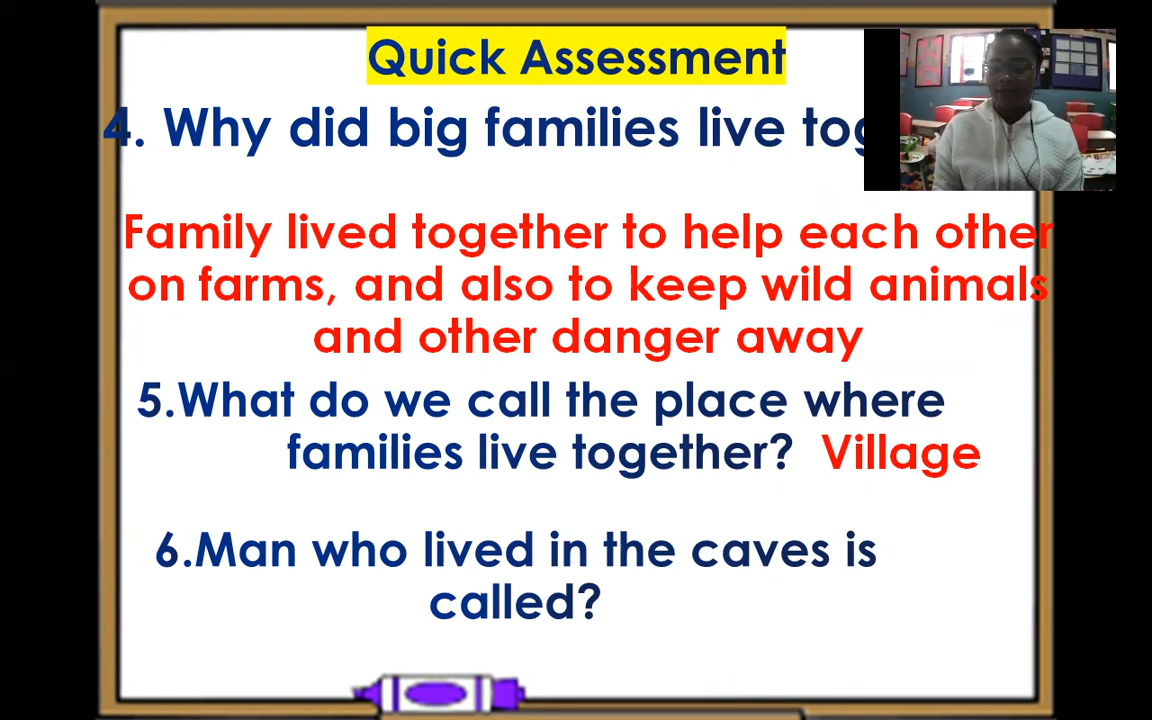 Quick Assessment
4. Why did big families live
Family lived together to help each other
on farms, and also to keep wild animals
and other danger away
5.What do we call the place where
families live together? Village
6.Man who lived in the caves is
called?